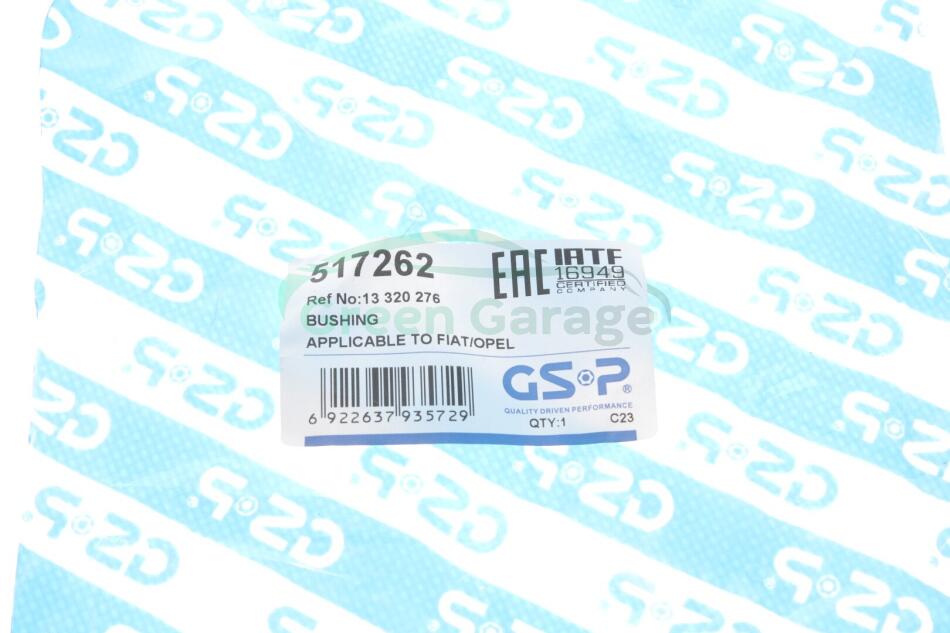 517262
EAC
IATF
16949
CERTIFIED
COMPANY
Ref No:13 320 276
Green Garage
BUSHING
APPLICABLE TO FIAT/OPEL
GSP®
QUALITY DRIVEN PERFORMANCE
6 922637 935729
QTY:1
C23